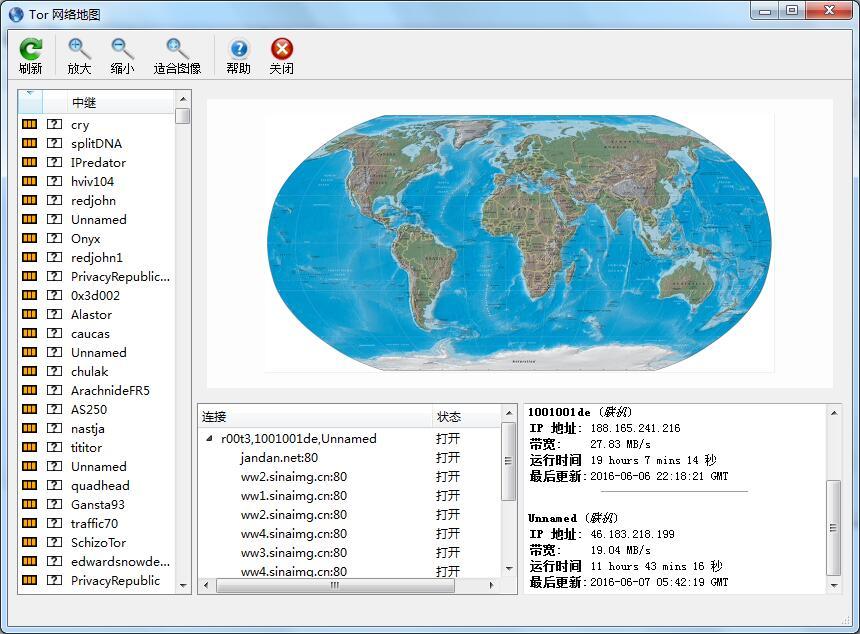 Tor 网络地图
刷新 放大 缩小 适合图像 帮助 关闭
中继
cry
splitDNA
IPredator
hviv104
redjohn
Unnamed
Onyx
redjohn1
PrivacyRepublic...
0x3d002
Alastor
caucas
Unnamed
chulak
ArachnideFR5
AS250
nastja
tititor
Unnamed
quadhead
Gansta93
traffic70
SchizoTor
edwardsnowde...
PrivacyRepublic
连接 状态
r00t3,1001001de,Unnamed 打开
jandan.net:80 打开
ww2.sinaimg.cn:80 打开
ww1.sinaimg.cn:80 打开
ww2.sinaimg.cn:80 打开
ww4.sinaimg.cn:80 打开
ww3.sinaimg.cn:80 打开
ww4.sinaimg.cn:80 打开
1001001de (联机)
IP 地址: 188.165.241.216
带宽: 27.83 MB/s
运行时间 19 hours 7 mins 14 秒
最后更新: 2016-06-06 22:18:21 GMT
Unnamed (联机)
IP 地址: 46.183.218.199
带宽: 19.04 MB/s
运行时间 11 hours 43 mins 16 秒
最后更新: 2016-06-07 05:42:19 GMT